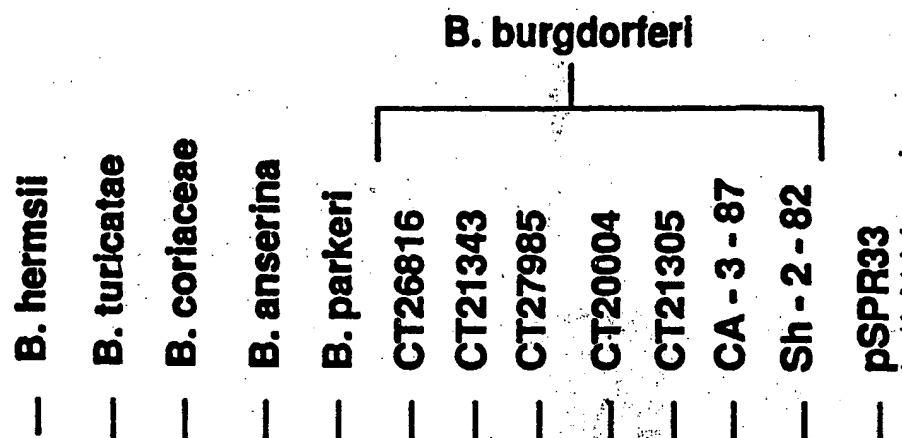 B. burgdorferi
B. hermsii
B. turicatae
B. coriaceae
B. anserina
B. parkeri
CT26816
CT21343
CT27985
CT20004
CT21305
CA - 3 - 87
Sh - 2 - 82
pSPR33